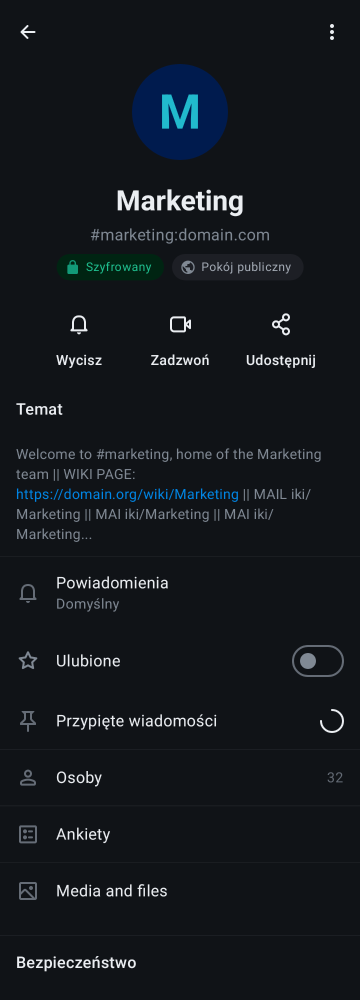 M
Marketing
#marketing:domain.com
Szyfrowany
Pokój publiczny
Wycisz
Zadzwoń
Udostępnij
Temat
Welcome to #marketing, home of the Marketing
team || WIKI PAGE:
https://domain.org/wiki/Marketing || MAIL iki/
Marketing || MAI iki/Marketing || MAI iki/
Marketing...
Powiadomienia
Domyślny
Ulubione
Przypięte wiadomości
Osoby 32
Ankiety
Media and files
Bezpieczeństwo